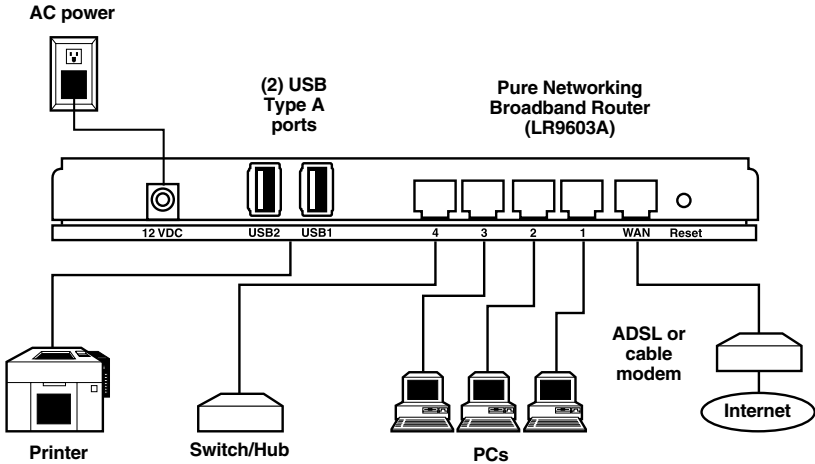 AC power
(2) USB
Type A
ports
Pure Networking
Broadband Router
(LR9603A)
12 VDC
USB2
USB1
4
3
2
1
WAN
Reset
ADSL or
cable
modem
Internet
Printer
Switch/Hub
PCs